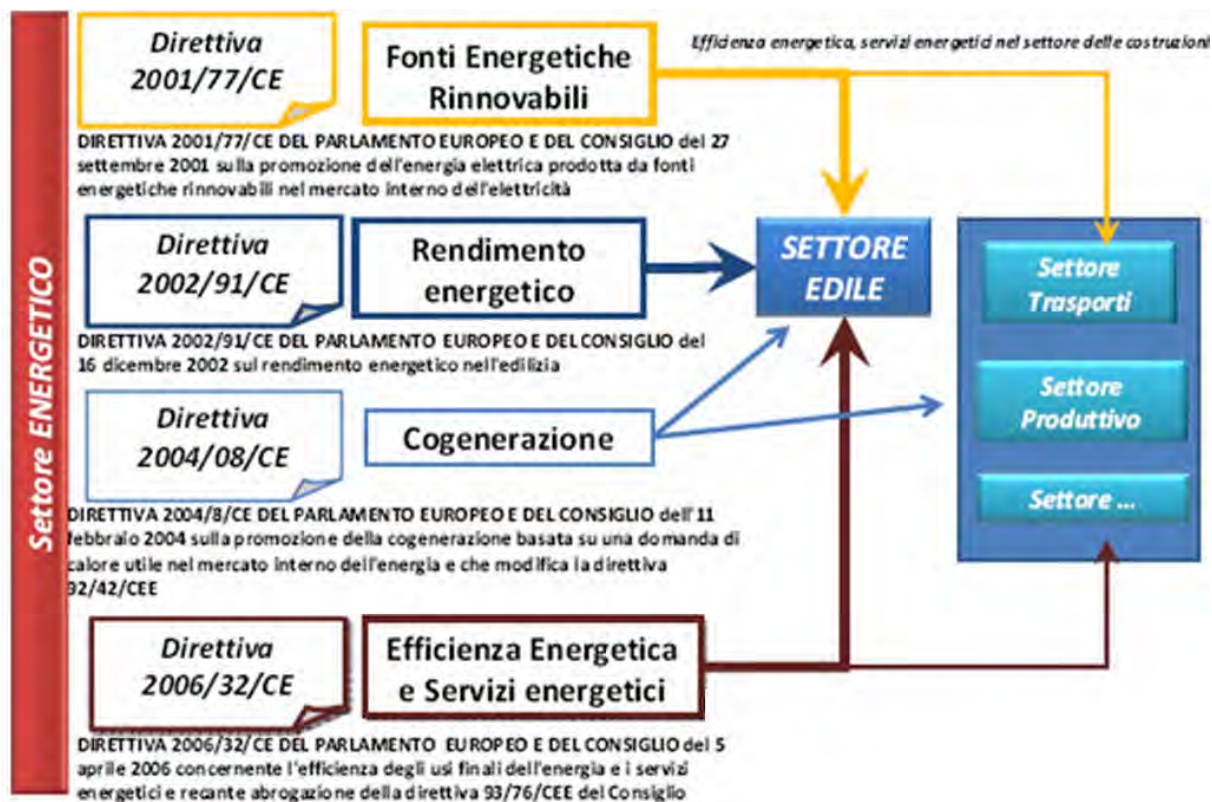 Settore ENERGETICO
Direttiva
2001/77/CE
Fonti Energetiche
Rinnovabili
Efficienza energetica, servizi energetici nel settore delle costruzioni
DIRETTIVA 2001/77/CE DEL PARLAMENTO EUROPEO E DEL CONSIGLIO del 27
settembre 2001 sulla promozione dell'energia elettrica prodotta da fonti
energetiche rinnovabili nel mercato interno dell'elettricità
Direttiva
2002/91/CE
Rendimento
energetico
SETTORE
EDILE
Settore
Trasporti
DIRETTIVA 2002/91/CE DEL PARLAMENTO EUROPEO E DEL CONSIGLIO del
16 dicembre 2002 sul rendimento energetico nell'edilizia
Direttiva
2004/08/CE
Cogenerazione
Settore
Produttivo
Settore ...
DIRETTIVA 2004/8/CE DEL PARLAMENTO EUROPEO E DEL CONSIGLIO dell'11
febbraio 2004 sulla promozione della cogenerazione basata su una domanda di
calore utile nel mercato interno dell'energia e che modifica la direttiva
92/42/CEE
Direttiva
2006/32/CE
Efficienza Energetica
e Servizi energetici
DIRETTIVA 2006/32/CE DEL PARLAMENTO EUROPEO E DEL CONSIGLIO del 5
aprile 2006 concernente l'efficienza degli usi finali dell'energia e i servizi
energetici e recante abrogazione della direttiva 93/76/CEE del Consiglio